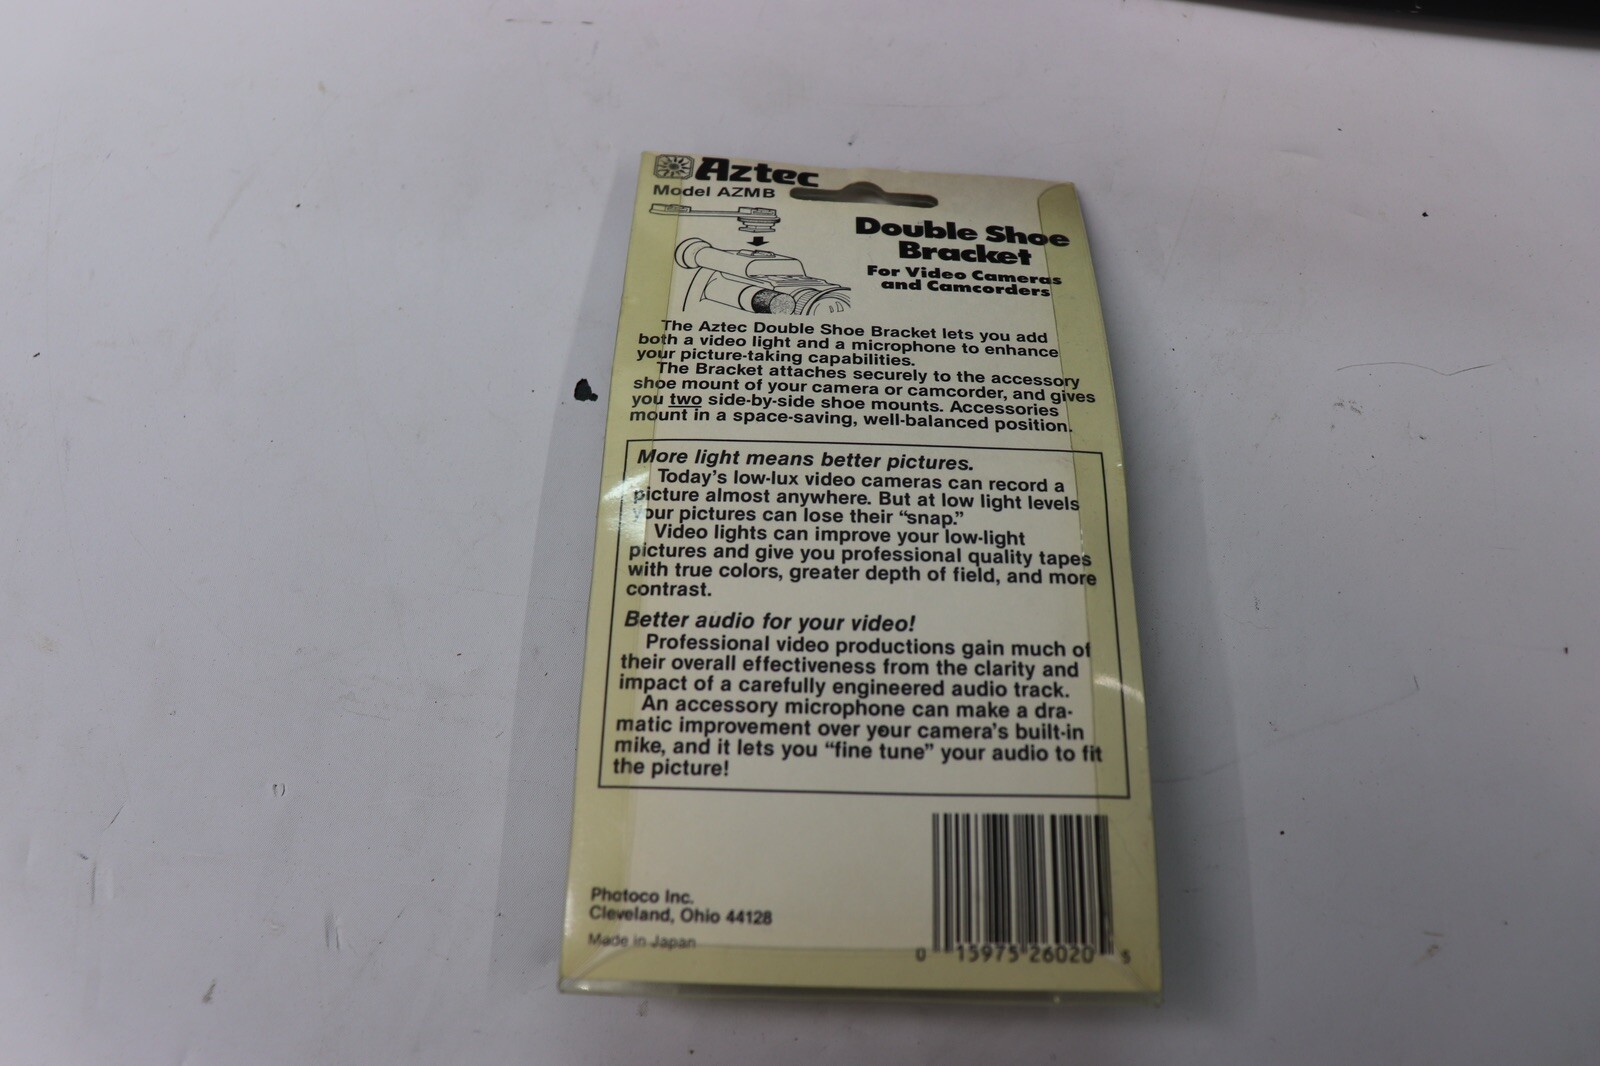 Aztec
Model AZMB
Double Shoe
Bracket
For Video Cameras
and Camcorders
The Aztec Double Shoe Bracket lets you add
both a video light and a microphone to enhance
your picture-taking capabilities.
The Bracket attaches securely to the accessory
shoe mount of your camera or camcorder, and gives
you two side-by-side shoe mounts. Accessories
mount in a space-saving, well-balanced position.
More light means better pictures.
Today's low-lux video cameras can record a
picture almost anywhere. But at low light levels
your pictures can lose their “snap.”
Video lights can improve your low-light
pictures and give you professional quality tapes
with true colors, greater depth of field, and more
contrast.
Better audio for your video!
Professional video productions gain much of
their overall effectiveness from the clarity and
impact of a carefully engineered audio track.
An accessory microphone can make a dra-
matic improvement over your camera's built-in
mike, and it lets you “fine tune” your audio to fit
the picture!
Photoco Inc.
Cleveland, Ohio 44128
Made in Japan
0 15975 26020 5